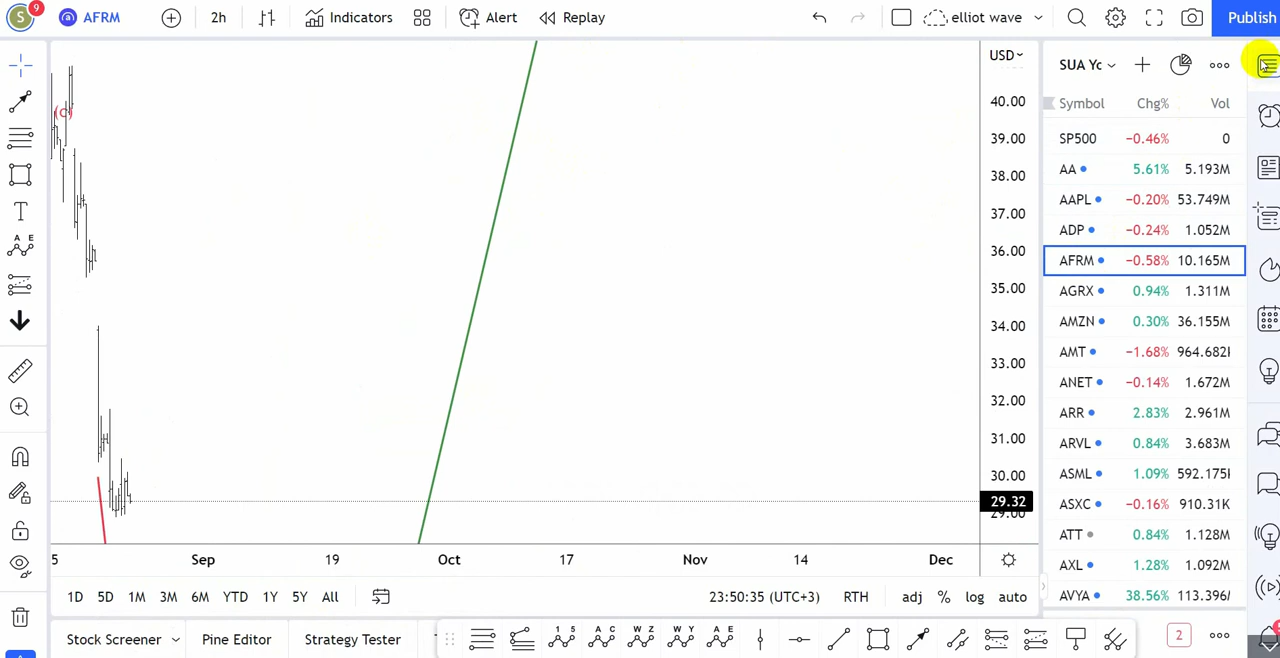 S 9 AFRM 2h Indicators Alert Replay elliot wave Publish
USD SUA Yc
Symbol Chg% Vol
(C)
40.00
39.00
38.00
37.00
36.00
35.00
34.00
33.00
32.00
31.00
30.00
29.32
29.00
SP500 −0.46% 0
AA 5.61% 5.193M
AAPL −0.20% 53.749M
ADP −0.24% 1.052M
AFRM −0.58% 10.165M
AGRX 0.94% 1.311M
AMZN 0.30% 36.155M
AMT −1.68% 964.682K
ANET −0.14% 1.672M
ARR 2.83% 2.961M
ARVL 0.84% 3.683M
ASML 1.09% 592.175K
ASXC −0.16% 910.31K
ATT 0.84% 1.128M
AXL 1.28% 1.092M
AVYA 38.56% 113.396M
5 Sep 19 Oct 17 Nov 14 Dec
1D 5D 1M 3M 6M YTD 1Y 5Y All 23:50:35 (UTC+3) RTH adj % log auto
Stock Screener Pine Editor Strategy Tester 2